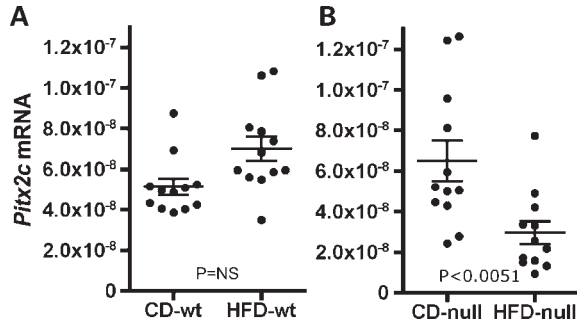 A
B
Pitx2c mRNA
1.2x10-7
1.0x10-7
8.0x10-8
6.0x10-8
4.0x10-8
2.0x10-8
0
P=NS
CD-wt
HFD-wt
1.2x10-7
1.0x10-7
8.0x10-8
6.0x10-8
4.0x10-8
2.0x10-8
0
P<0.0051
CD-null
HFD-null